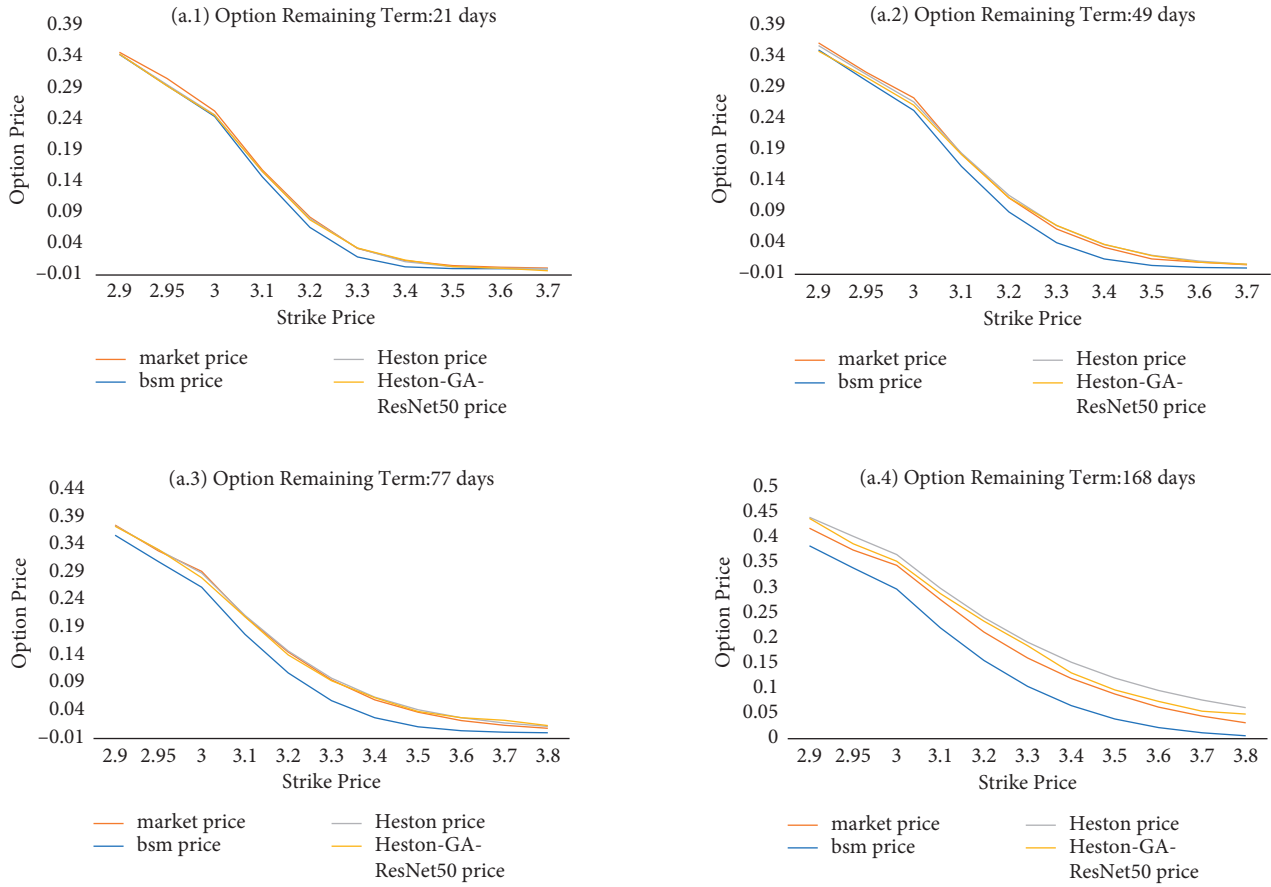 (a.1) Option Remaining Term:21 days
0.39
0.34
0.29
0.24
0.19
0.14
0.09
0.04
–0.01
Option Price
2.9 2.95 3 3.1 3.2 3.3 3.4 3.5 3.6 3.7
Strike Price
market price
bsm price
Heston price
Heston-GA-
ResNet50 price
(a.2) Option Remaining Term:49 days
0.39
0.34
0.29
0.24
0.19
0.14
0.09
0.04
–0.01
Option Price
2.9 2.95 3 3.1 3.2 3.3 3.4 3.5 3.6 3.7
Strike Price
market price
bsm price
Heston price
Heston-GA-
ResNet50 price
(a.3) Option Remaining Term:77 days
0.44
0.39
0.34
0.29
0.24
0.19
0.14
0.09
0.04
–0.01
Option Price
2.9 2.95 3 3.1 3.2 3.3 3.4 3.5 3.6 3.7 3.8
Strike Price
market price
bsm price
Heston price
Heston-GA-
ResNet50 price
(a.4) Option Remaining Term:168 days
0.5
0.45
0.4
0.35
0.3
0.25
0.2
0.15
0.1
0.05
0
Option Price
2.9 2.95 3 3.1 3.2 3.3 3.4 3.5 3.6 3.7 3.8
Strike Price
market price
bsm price
Heston price
Heston-GA-
ResNet50 price